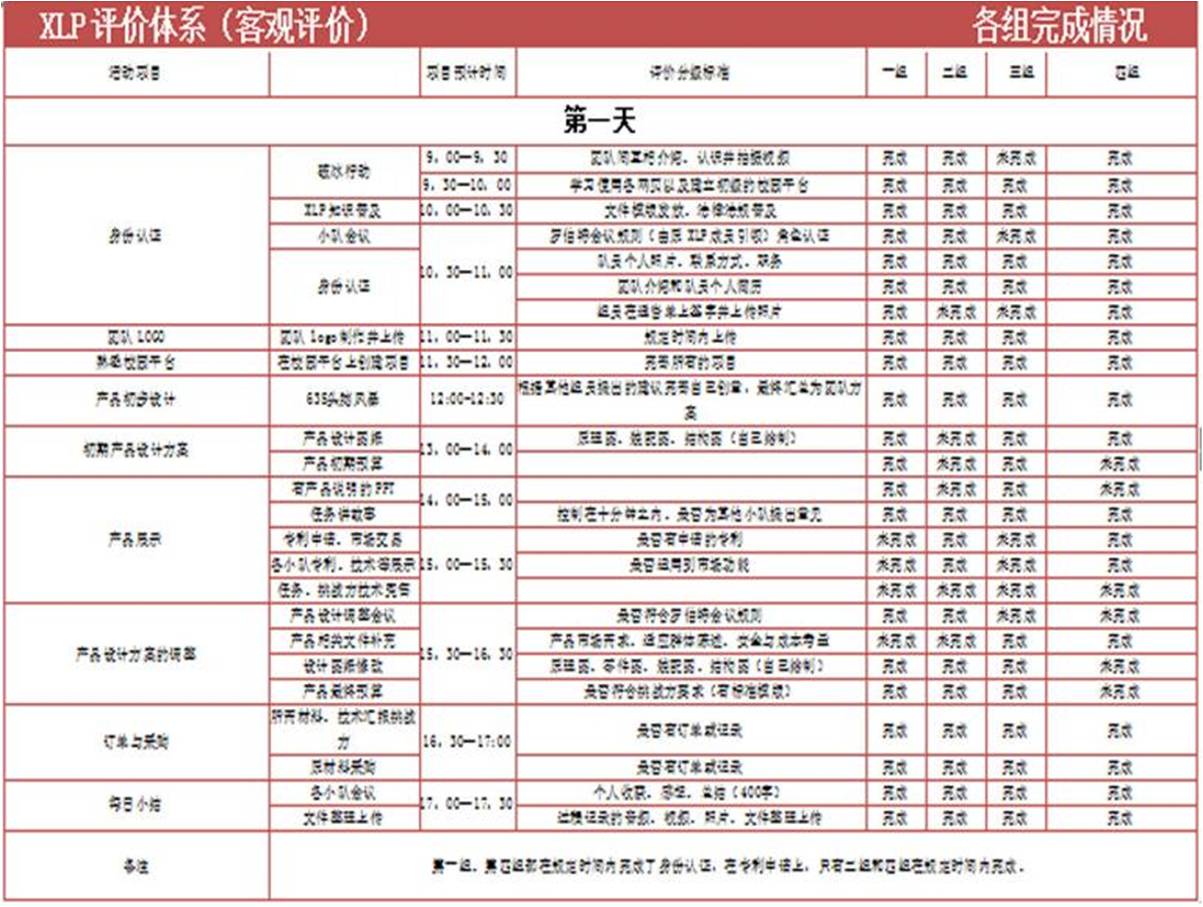 XLP评价体系（客观评价） 各组完成情况
活动项目 项目预计时间 评价分级标准 一组 二组 三组 四组
第一天
身份认证 破冰行动 9：00—9：30 团队间互相介绍、认识并拍摄视频 完成 完成 未完成 完成
9：30—10：00 学习使用各网页以及建立初级的校园平台 完成 完成 完成 完成
XLP知识普及 10：00—10：30 文件模版发放、法律法规普及 完成 完成 完成 完成
小队会议 10：30—11：00 罗伯特会议规则（由原XLP成员引领）角色认证 完成 完成 未完成 完成
身份认证 队员个人照片、联系方式、职务 完成 完成 完成 完成
团队介绍和队员个人简历 完成 完成 完成 完成
组员在组告单上签字并上传照片 完成 未完成 未完成 完成
团队LOGO 团队logo制作并上传 11：00—11：30 规定时间内上传 完成 完成 完成 完成
熟悉校园平台 在校园平台上创建项目 11：30—12：00 完善所有的项目 完成 完成 完成 完成
产品初步设计 635头脑风暴 12:00-12:30 根据其他组员提出的建议完善自己创意，最终汇单为团队方
案 完成 完成 完成 完成
初期产品设计方案 产品设计图纸 13：00—14：00 原理图、装配图、结构图（自己绘制） 完成 未完成 完成 完成
产品初期预算 完成 未完成 完成 未完成
产品展示 有产品说明的PPT 14：00—15：00 完成 未完成 完成 未完成
任务讲故事 控制在十分钟之内、是否为其他小队提出意见 完成 完成 完成 完成
专利申请、市场交易 15：00—15：30 是否有申请的专利 未完成 完成 未完成 完成
各小队专利、技术等展示 是否组用到市场功能 未完成 完成 未完成 未完成
任务、挑战方技术完善 未完成 未完成 未完成 未完成
产品设计方案的调整 产品设计调整会议 15：30—16：30 是否符合罗伯特会议规则 完成 完成 未完成 未完成
产品相关文件补充 产品市场需求、适应群体陈述、安全与成本考量 未完成 未完成 完成 完成
设计图纸修改 原理图、零件图、装配图、结构图（自己绘制） 完成 完成 完成 未完成
产品最终预算 是否符合挑战方要求（有标准模版） 完成 完成 完成 未完成
订单与采购 所需材料、技术汇报挑战
方 16：30—17:00 是否有订单或记录 完成 完成 完成 完成
原材料采购 是否有订单或记录 完成 完成 完成 完成
每日小结 各小队会议 17：00—17：30 个人收获、感想、总结（400字） 完成 完成 完成 完成
文件整理上传 过程记录的音频、视频、照片、文件整理上传 完成 完成 完成 完成
备注 第一组、第四组都在规定时间内完成了身份认证，在专利申请上，只有二组和四组在规定时间内完成。